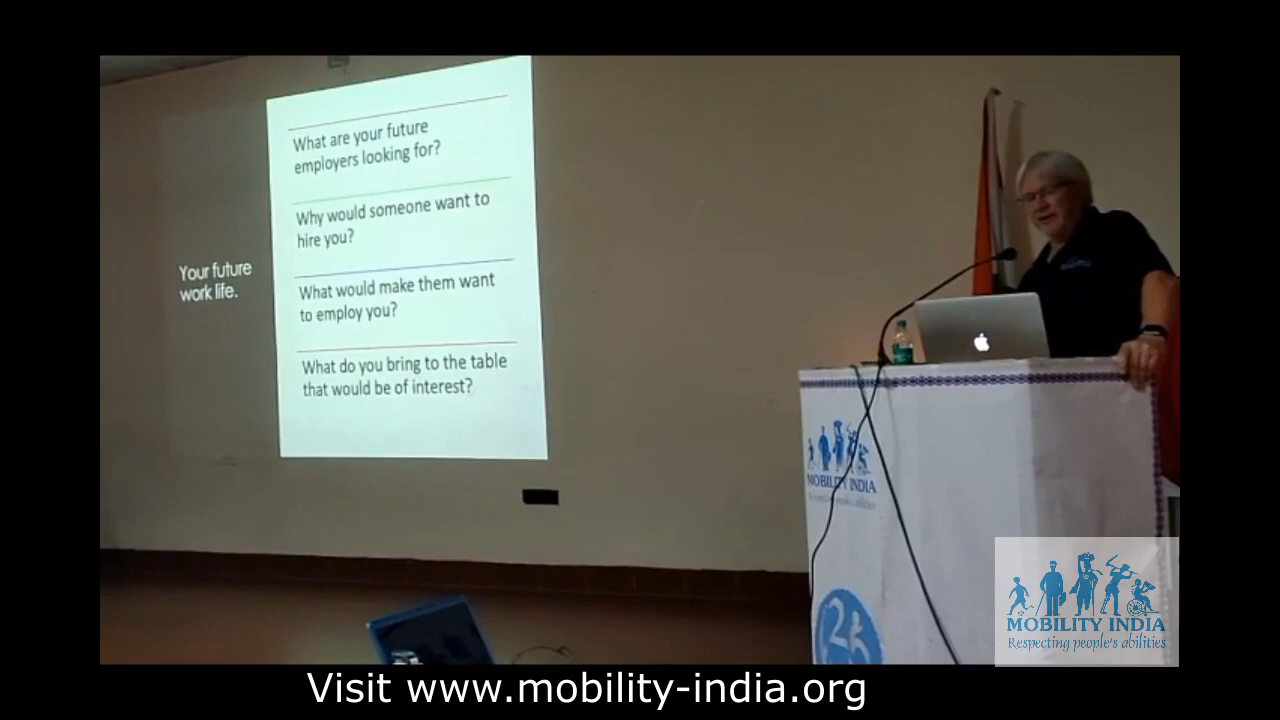 Your future
work life.
What are your future
employers looking for?
Why would someone want to
hire you?
What would make them want
to employ you?
What do you bring to the table
that would be of interest?
MOBILITY INDIA
25
MOBILITY INDIA
Respecting people's abilities
Visit www.mobility-india.org